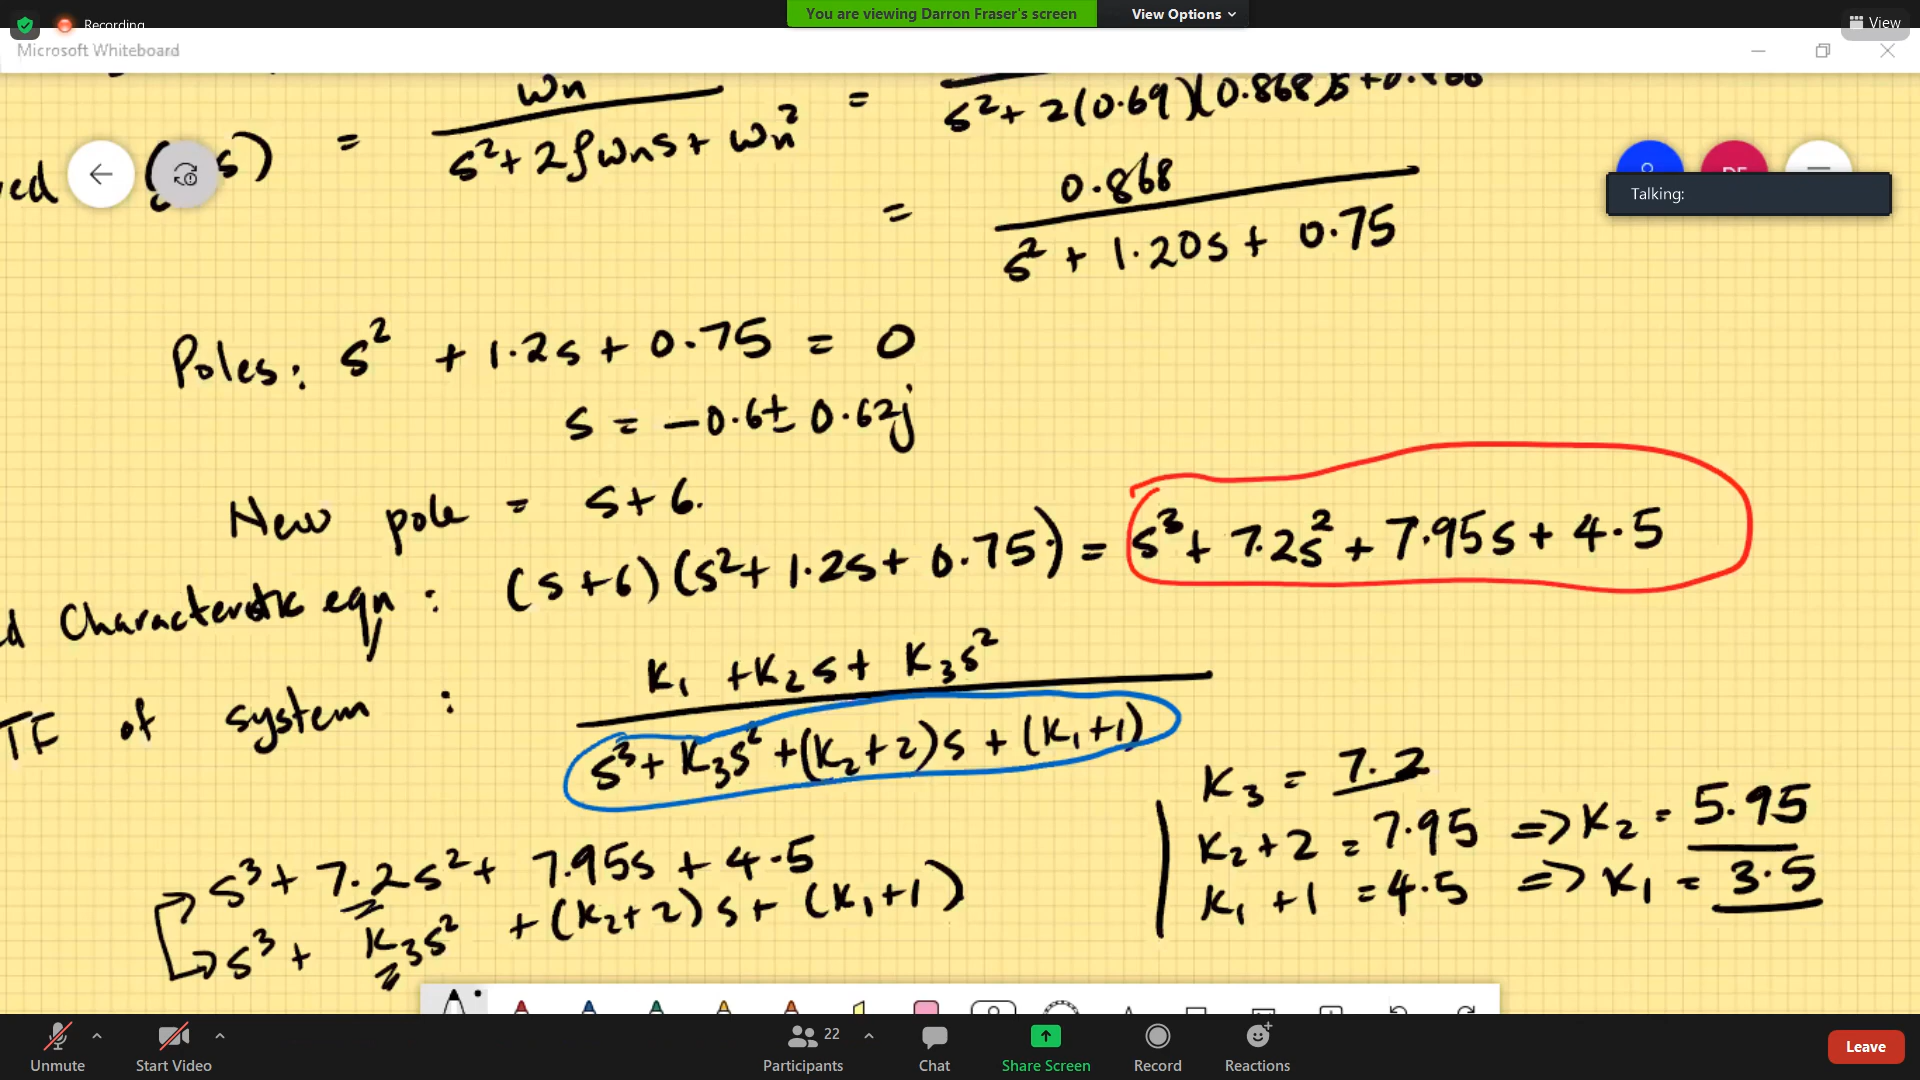 Recording
You are viewing Darron Fraser's screen
View Options
View
Microsoft Whiteboard
ωn
= s² + 2ζωns + ωn² = s² + 2(0.69)(0.868)s + 0.868
(s)
Talking:
0.868
= s² + 1.20s + 0.75
Poles: s² + 1.2s + 0.75 = 0
s = -0.6 ± 0.62j
New pole = s + 6.
Characteristic eqn : (s + 6)(s² + 1.2s + 0.75) = s³ + 7.2s² + 7.95s + 4.5
K₁ + K₂s + K₃s²
TF of system :
s³ + K₃s² + (K₂+2)s + (K₁+1)
K₃ = 7.2
K₂+2 = 7.95 => K₂ = 5.95
K₁+1 = 4.5 => K₁ = 3.5
s³ + 7.2s² + 7.95s + 4.5
s³ + K₃s² + (K₂+2)s + (K₁+1)
Unmute
Start Video
22
Participants
Chat
Share Screen
Record
Reactions
Leave